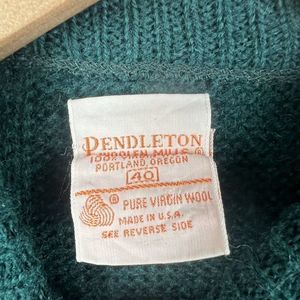 PENDLETON
WOOLEN MILLS ®
PORTLAND, OREGON
40
® PURE VIRGIN WOOL
MADE IN U.S.A.
SEE REVERSE SIDE